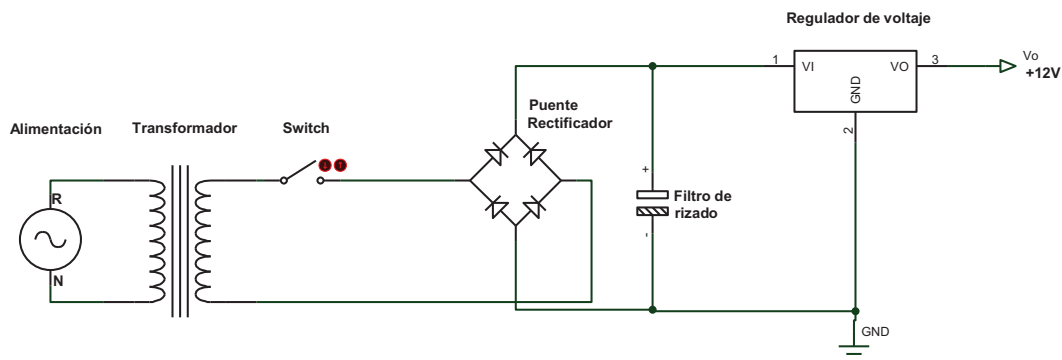 Regulador de voltaje
1
VI
VO
3
GND
2
Vo
+12V
Alimentación
Transformador
Switch
Puente
Rectificador
R
N
+
Filtro de
rizado
-
GND